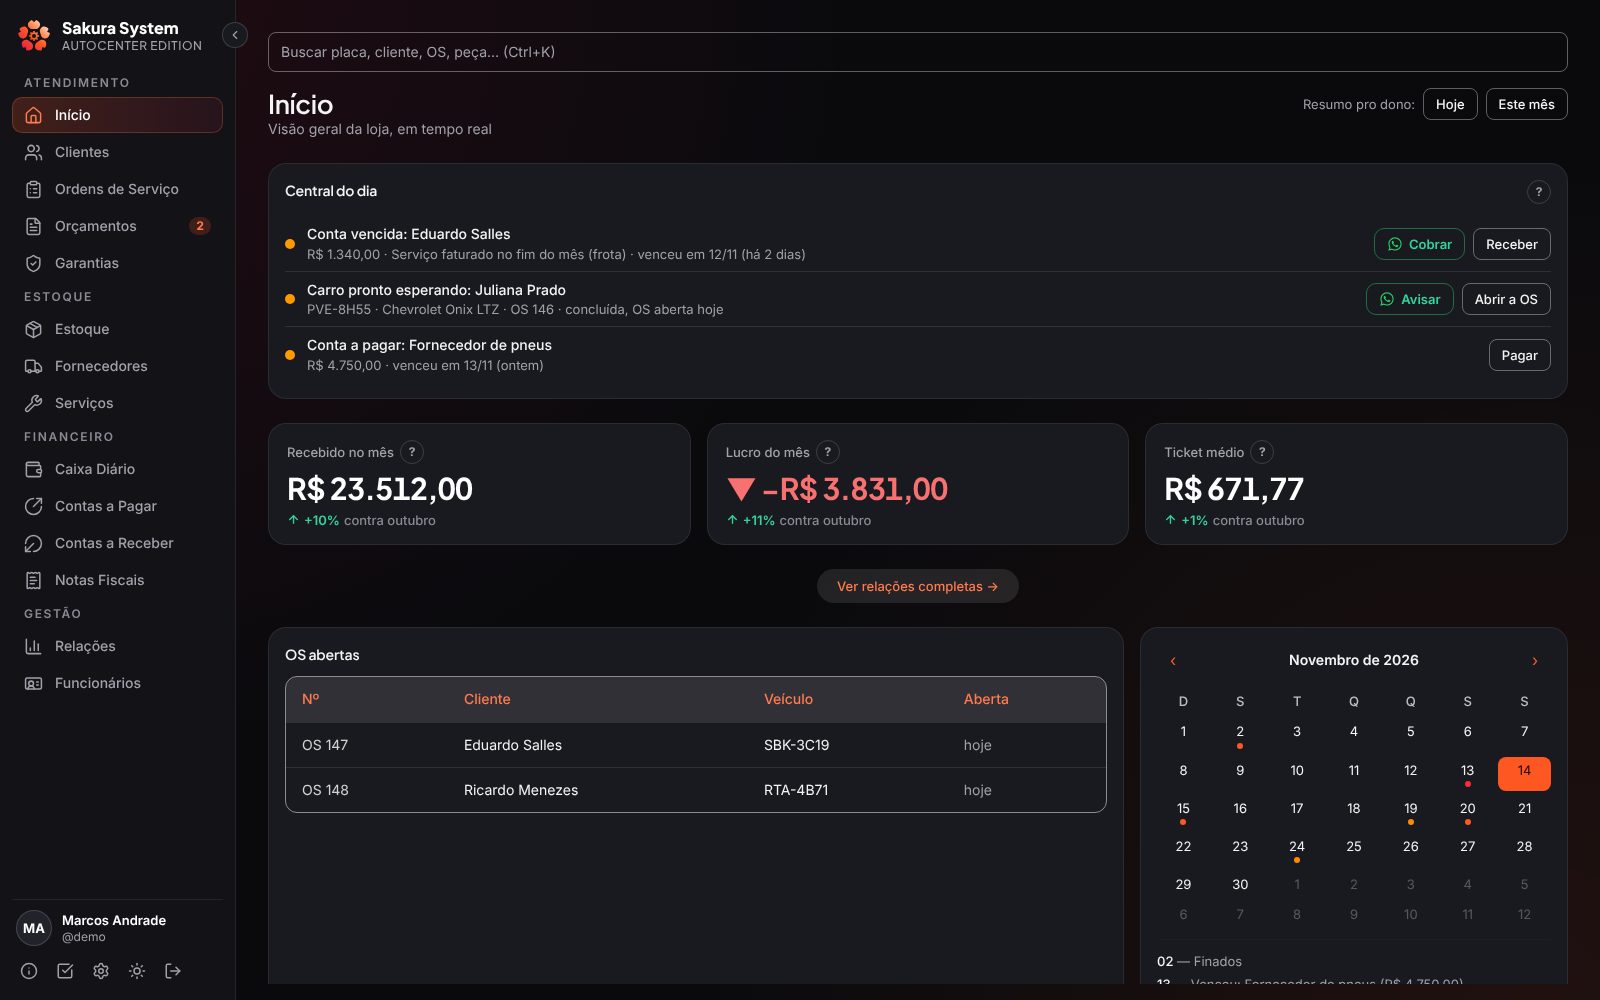 Sakura System
AUTOCENTER EDITION
ATENDIMENTO
Início
Clientes
Ordens de Serviço
Orçamentos 2
Garantias
ESTOQUE
Estoque
Fornecedores
Serviços
FINANCEIRO
Caixa Diário
Contas a Pagar
Contas a Receber
Notas Fiscais
GESTÃO
Relações
Funcionários
MA
Marcos Andrade
@demo
Buscar placa, cliente, OS, peça... (Ctrl+K)
Início
Visão geral da loja, em tempo real
Resumo pro dono: Hoje Este mês
Central do dia ?
Conta vencida: Eduardo Salles
R$ 1.340,00 · Serviço faturado no fim do mês (frota) · venceu em 12/11 (há 2 dias)
Cobrar Receber
Carro pronto esperando: Juliana Prado
PVE-8H55 · Chevrolet Onix LTZ · OS 146 · concluída, OS aberta hoje
Avisar Abrir a OS
Conta a pagar: Fornecedor de pneus
R$ 4.750,00 · venceu em 13/11 (ontem)
Pagar
Recebido no mês ?
R$ 23.512,00
↑ +10% contra outubro
Lucro do mês ?
▼ −R$ 3.831,00
↑ +11% contra outubro
Ticket médio ?
R$ 671,77
↑ +1% contra outubro
Ver relações completas →
OS abertas
Nº Cliente Veículo Aberta
OS 147 Eduardo Salles SBK-3C19 hoje
OS 148 Ricardo Menezes RTA-4B71 hoje
‹ Novembro de 2026 ›
D S T Q Q S S
1 2 3 4 5 6 7
8 9 10 11 12 13 14
15 16 17 18 19 20 21
22 23 24 25 26 27 28
29 30 1 2 3 4 5
6 7 8 9 10 11 12
02 — Finados
13 — Venceu: Fornecedor de pneus (R$ 4.750,00)